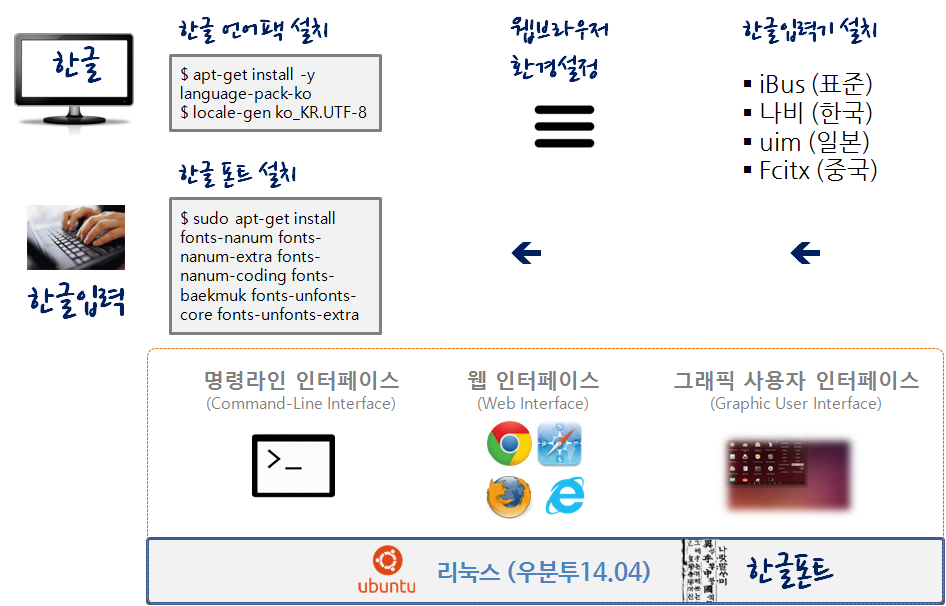 한글
한글 언어팩 설치
$ apt-get install -y
language-pack-ko
$ locale-gen ko_KR.UTF-8
웹브라우저
환경설정
한글입력기 설치
▪ iBus (표준)
▪ 나비 (한국)
▪ uim (일본)
▪ Fcitx (중국)
한글입력
한글 폰트 설치
$ sudo apt-get install
fonts-nanum fonts-
nanum-extra fonts-
nanum-coding fonts-
baekmuk fonts-unfonts-
core fonts-unfonts-extra
명령라인 인터페이스
(Command-Line Interface)
>_
웹 인터페이스
(Web Interface)
그래픽 사용자 인터페이스
(Graphic User Interface)
ubuntu
리눅스 (우분투14.04)
한글폰트